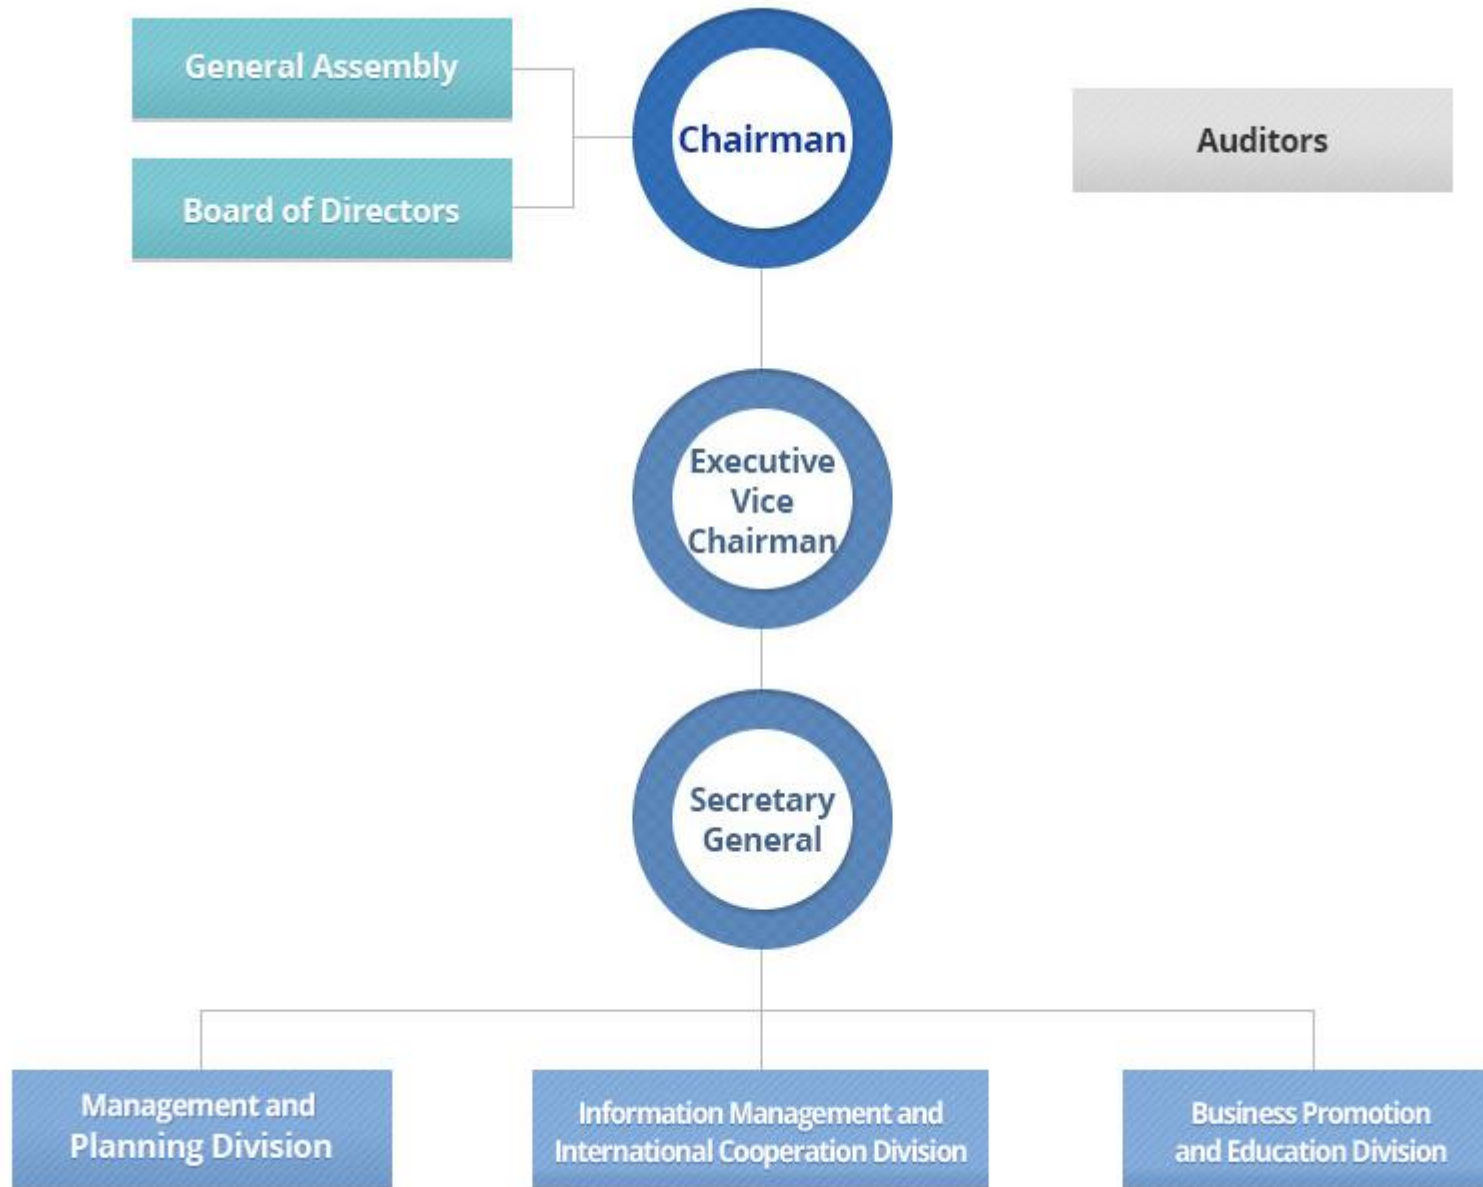 General Assembly
Board of Directors
Chairman
Auditors
Executive
Vice
Chairman
Secretary
General
Management and
Planning Division
Information Management and
International Cooperation Division
Business Promotion
and Education Division